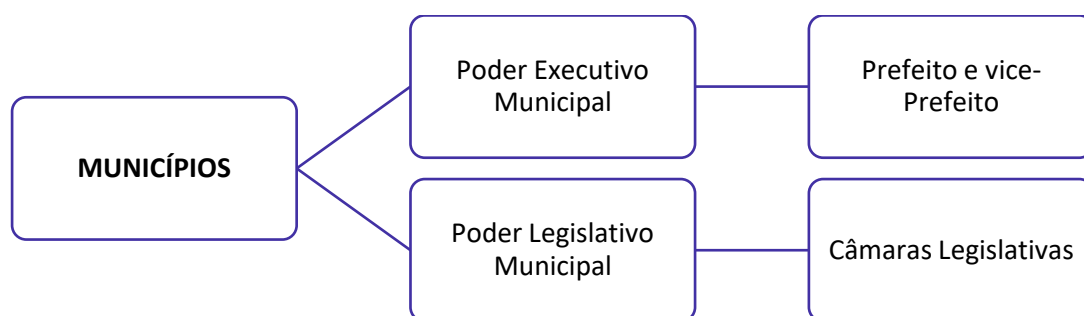 MUNICÍPIOS
Poder Executivo
Municipal
Prefeito e vice-
Prefeito
Poder Legislativo
Municipal
Câmaras Legislativas